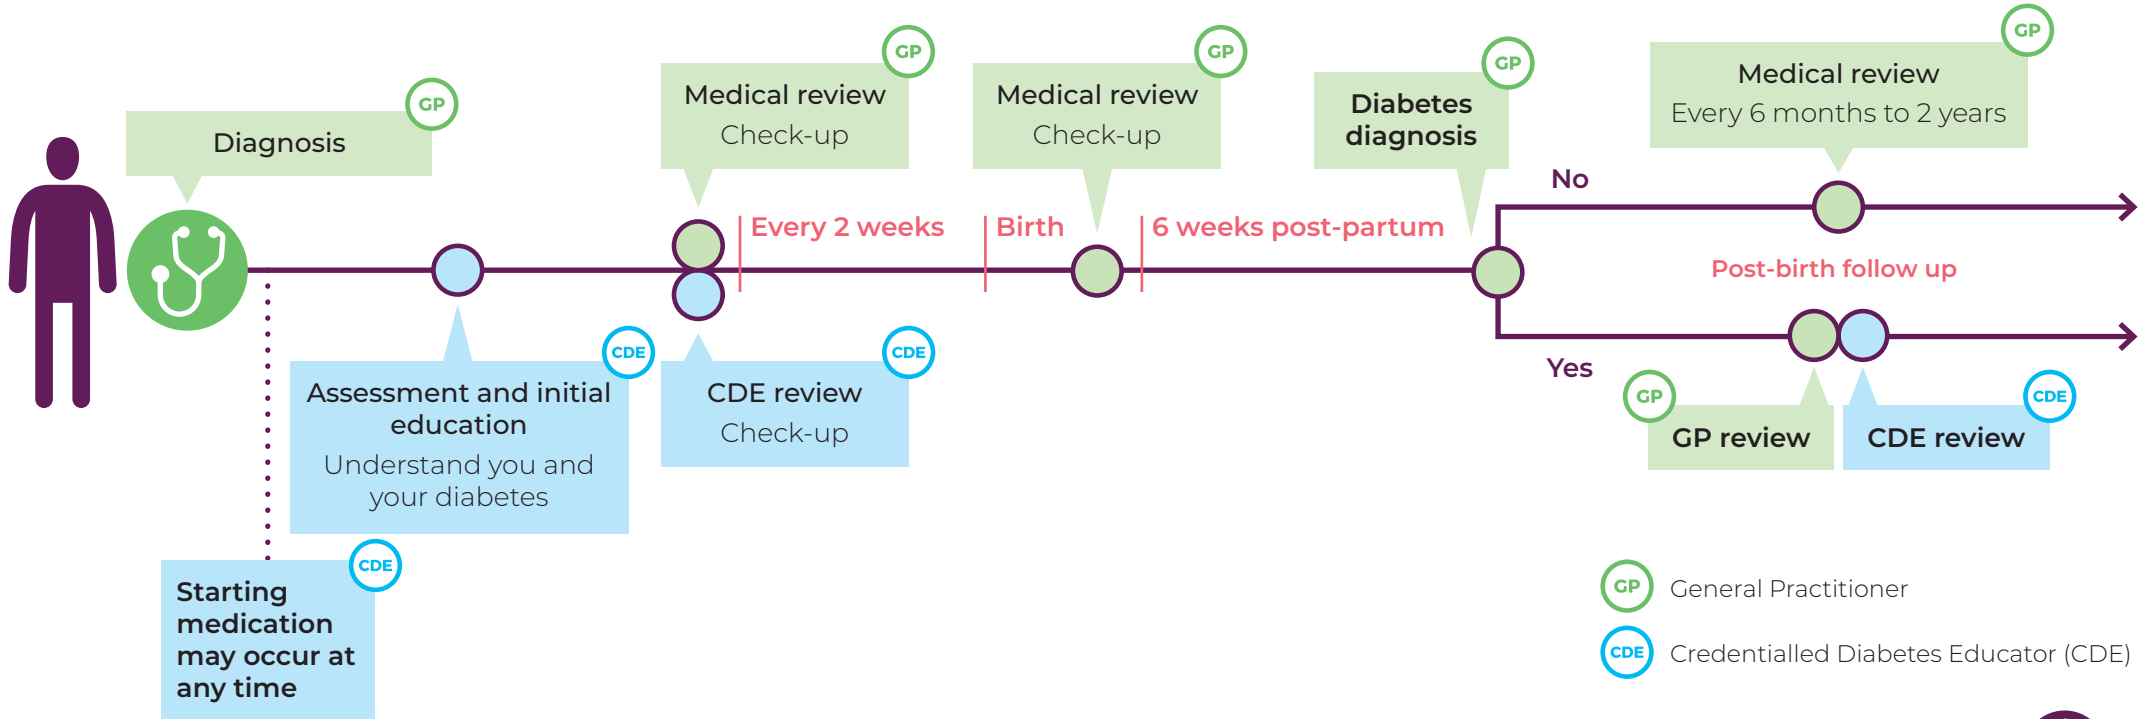 GP
Diagnosis
GP
Medical review
Check-up
GP
Medical review
Check-up
GP
Diabetes
diagnosis
GP
Medical review
Every 6 months to 2 years
No
Every 2 weeks
Birth
6 weeks post-partum
Post-birth follow up
Yes
CDE
Assessment and initial
education
Understand you and
your diabetes
CDE
CDE review
Check-up
GP
GP review
CDE
CDE review
CDE
Starting
medication
may occur at
any time
GP General Practitioner
CDE Credentialled Diabetes Educator (CDE)